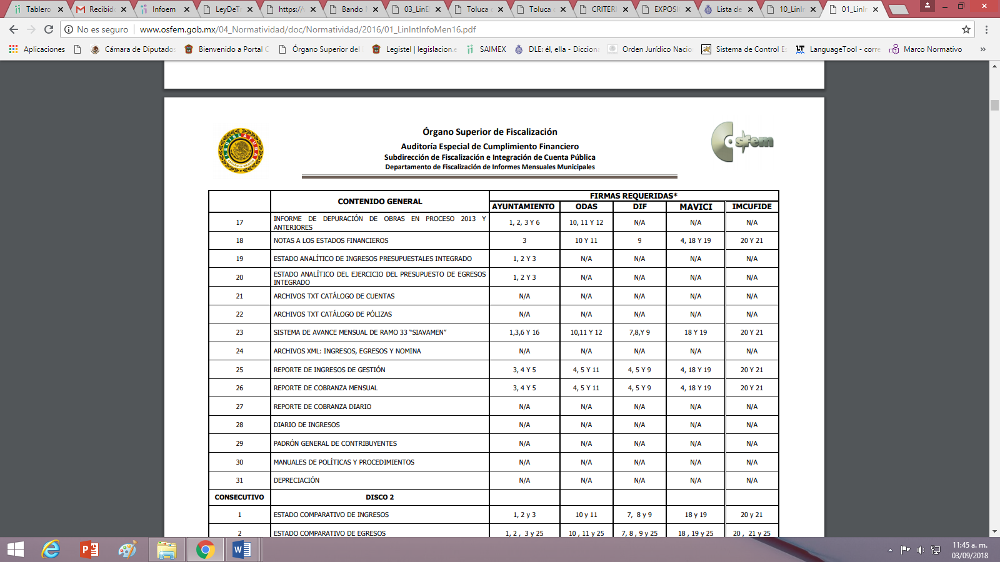 Tablero
Recibido
Infoem
LeyDeTr
https://
Bando
03_LinE
Toluca
Toluca
CRITERI
EXPOSI
Lista de
10_LinIn
01_LinIn
No es seguro | www.osfem.gob.mx/04_Normatividad/doc/Normatividad/2016/01_LinIntInfoMen16.pdf
Aplicaciones
Cámara de Diputados
Bienvenido a Portal
Órgano Superior del
Legistel | legislacion.e
SAIMEX
DLE: él, ella - Diccion
Orden Jurídico Nacio
Sistema de Control E
LanguageTool - corre
Marco Normativo
»
LEGISLATURA
ESTADO DE MEXICO
Órgano Superior de Fiscalización
Auditoría Especial de Cumplimiento Financiero
Subdirección de Fiscalización e Integración de Cuenta Pública
Departamento de Fiscalización de Informes Mensuales Municipales
Osfem
CONTENIDO GENERAL FIRMAS REQUERIDAS*
AYUNTAMIENTO ODAS DIF MAVICI IMCUFIDE
17 INFORME DE DEPURACIÓN DE OBRAS EN PROCESO 2013 Y
ANTERIORES 1, 2, 3 Y 6 10, 11 Y 12 N/A N/A N/A
18 NOTAS A LOS ESTADOS FINANCIEROS 3 10 Y 11 9 4, 18 Y 19 20 Y 21
19 ESTADO ANALÍTICO DE INGRESOS PRESUPUESTALES INTEGRADO 1, 2 Y 3 N/A N/A N/A N/A
20 ESTADO ANALÍTICO DEL EJERCICIO DEL PRESUPUESTO DE EGRESOS
INTEGRADO 1, 2 Y 3 N/A N/A N/A N/A
21 ARCHIVOS TXT CATÁLOGO DE CUENTAS N/A N/A N/A N/A N/A
22 ARCHIVOS TXT CATÁLOGO DE PÓLIZAS N/A N/A N/A N/A N/A
23 SISTEMA DE AVANCE MENSUAL DE RAMO 33 “SIAVAMEN” 1,3,6 Y 16 10,11 Y 12 7,8,Y 9 18 Y 19 20 Y 21
24 ARCHIVOS XML: INGRESOS, EGRESOS Y NOMINA N/A N/A N/A N/A N/A
25 REPORTE DE INGRESOS DE GESTIÓN 3, 4 Y 5 4, 5 Y 11 4, 5 Y 9 4, 18 Y 19 20 Y 21
26 REPORTE DE COBRANZA MENSUAL 3, 4 Y 5 4, 5 Y 11 4, 5 Y 9 4, 18 Y 19 20 Y 21
27 REPORTE DE COBRANZA DIARIO N/A N/A N/A N/A N/A
28 DIARIO DE INGRESOS N/A N/A N/A N/A N/A
29 PADRÓN GENERAL DE CONTRIBUYENTES N/A N/A N/A N/A N/A
30 MANUALES DE POLÍTICAS Y PROCEDIMIENTOS N/A N/A N/A N/A N/A
31 DEPRECIACIÓN N/A N/A N/A N/A N/A
CONSECUTIVO DISCO 2
1 ESTADO COMPARATIVO DE INGRESOS 1, 2 y 3 10 y 11 7, 8 y 9 18 y 19 20 y 21
2 ESTADO COMPARATIVO DE EGRESOS 1, 2 , 3 y 25 10 , 11 y 25 7, 8 , 9 y 25 18 , 19 y 25 20 , 21 y 25
11:45 a. m.
03/09/2018